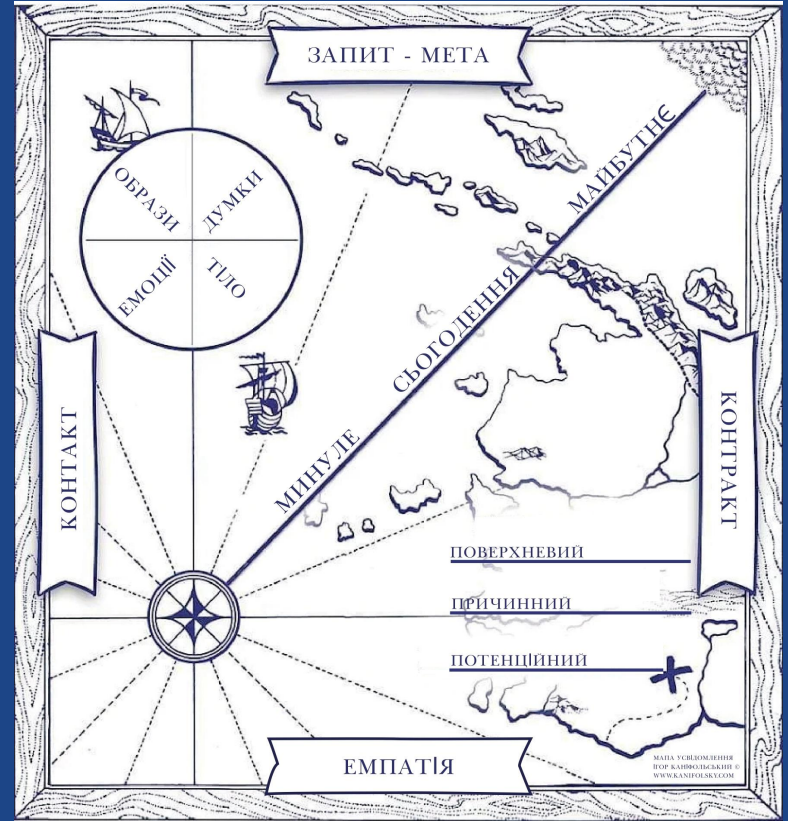 ЗАПИТ - МЕТА
ОБРАЗИ
ДУМКИ
ЕМОЦІЇ
ТІЛО
МАЙБУТНЄ
СЬОГОДЕННЯ
МИНУЛЕ
КОНТАКТ
КОНТРАКТ
ПОВЕРХНЕВИЙ
ПРИЧИННИЙ
ПОТЕНЦІЙНИЙ
ЕМПАТІЯ
МАПА УСВІДОМЛЕННЯ
ІГОР КАНІФОЛЬСЬКИЙ ©
WWW.KANIFOLSKY.COM